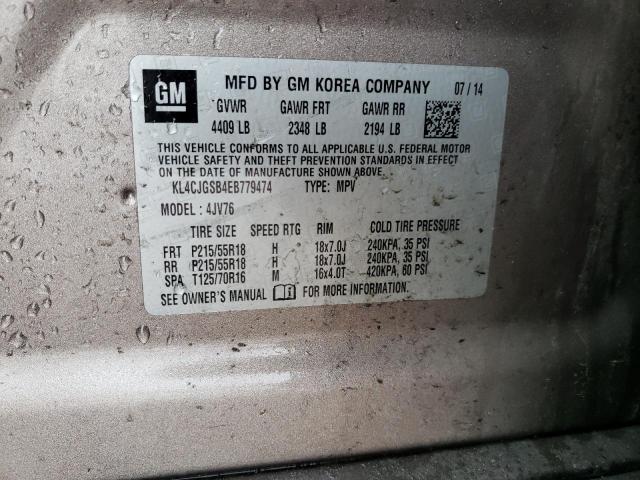 GM MFD BY GM KOREA COMPANY 07/14
GVWR GAWR FRT GAWR RR
4409 LB 2348 LB 2194 LB
THIS VEHICLE CONFORMS TO ALL APPLICABLE U.S. FEDERAL MOTOR
VEHICLE SAFETY AND THEFT PREVENTION STANDARDS IN EFFECT
ON THE DATE OF MANUFACTURE SHOWN ABOVE.
KL4CJGSB4EB779474 TYPE: MPV
MODEL: 4JV76
TIRE SIZE SPEED RTG RIM COLD TIRE PRESSURE
FRT P215/55R18 H 18x7.0J 240KPA, 35 PSI
RR P215/55R18 H 18x7.0J 240KPA, 35 PSI
SPA T125/70R16 M 16x4.0T 420KPA, 60 PSI
SEE OWNER'S MANUAL FOR MORE INFORMATION.